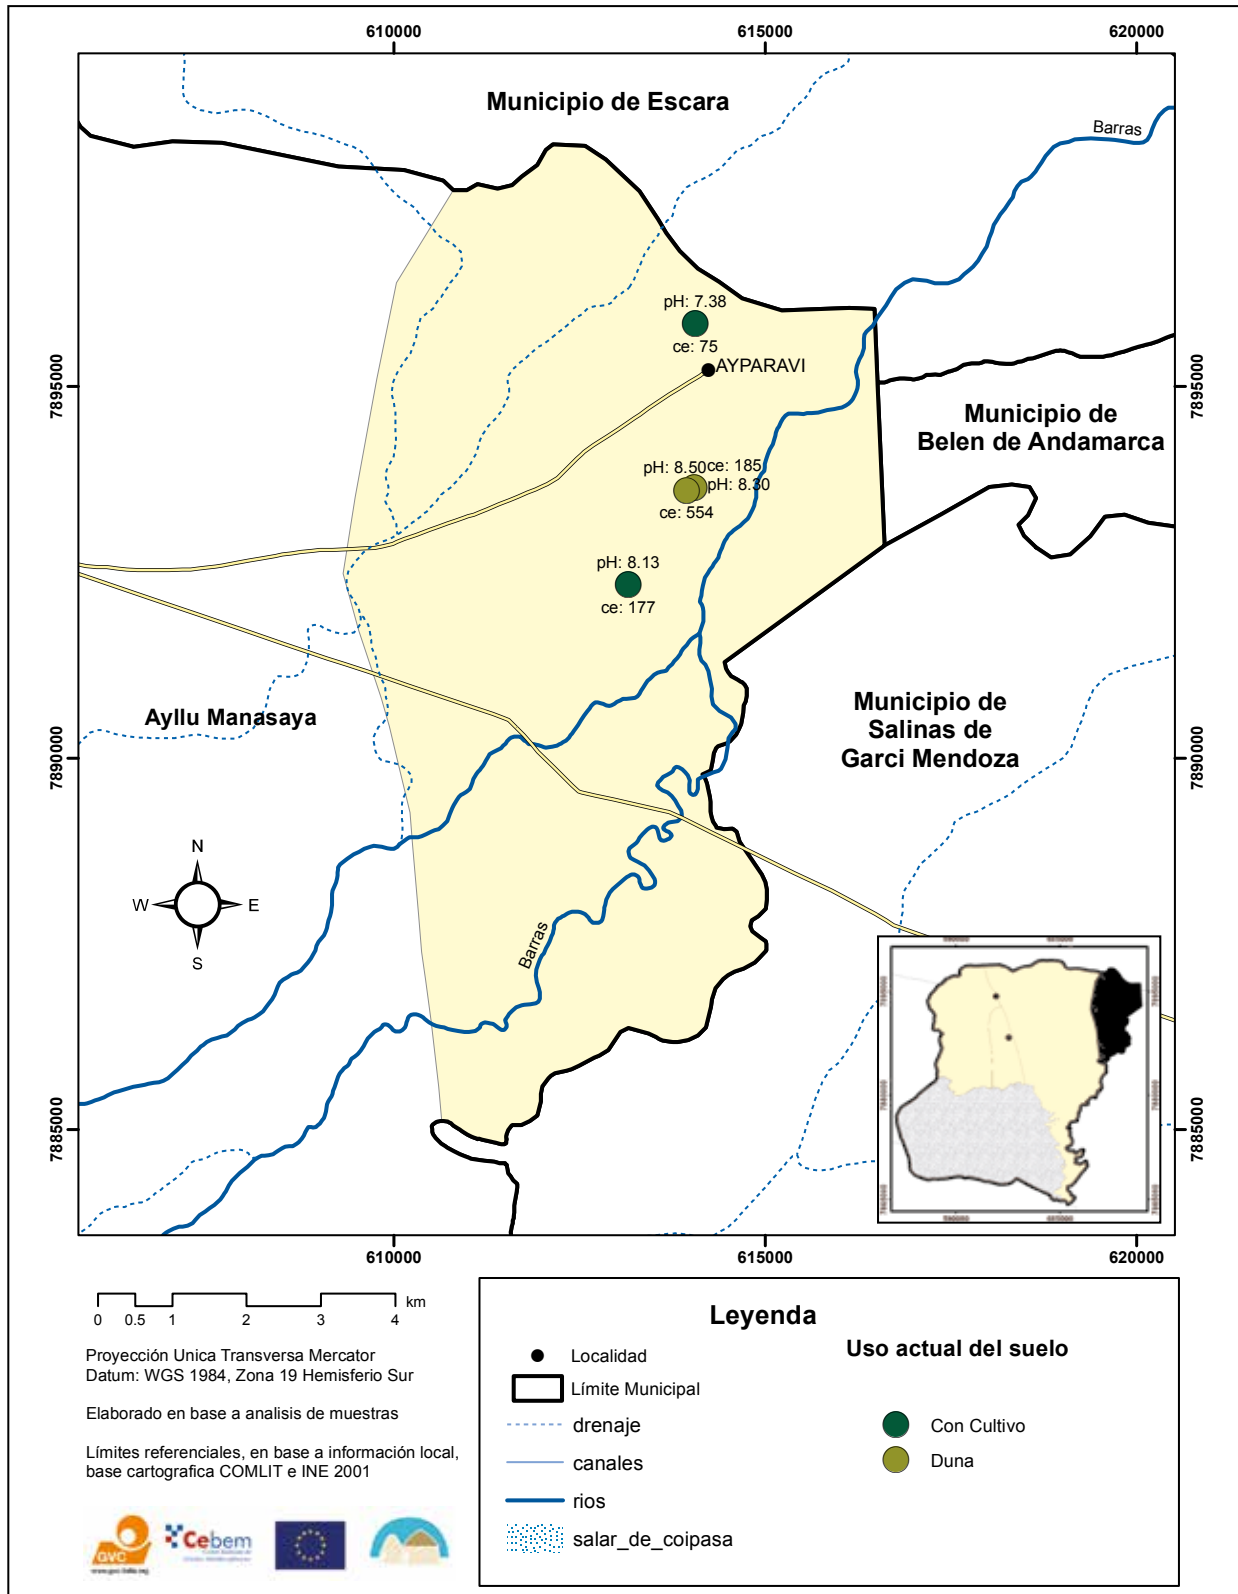 610000
615000
620000
Municipio de Escara
Barras
pH: 7.38
ce: 75
AYPARAVI
7895000
7895000
Municipio de
Belen de Andamarca
pH: 8.50
ce: 185
pH: 8.30
ce: 554
pH: 8.13
ce: 177
Ayllu Manasaya
Municipio de
Salinas de
Garci Mendoza
7890000
7890000
N
W
E
S
Barras
7885000
7885000
610000
615000
620000
km
0 0.5 1 2 3 4
Proyección Unica Transversa Mercator
Datum: WGS 1984, Zona 19 Hemisferio Sur
Elaborado en base a analisis de muestras
Límites referenciales, en base a información local,
base cartografica COMLIT e INE 2001
GVC
Cebem
Leyenda
Localidad
Límite Municipal
drenaje
canales
rios
salar_de_coipasa
Uso actual del suelo
Con Cultivo
Duna